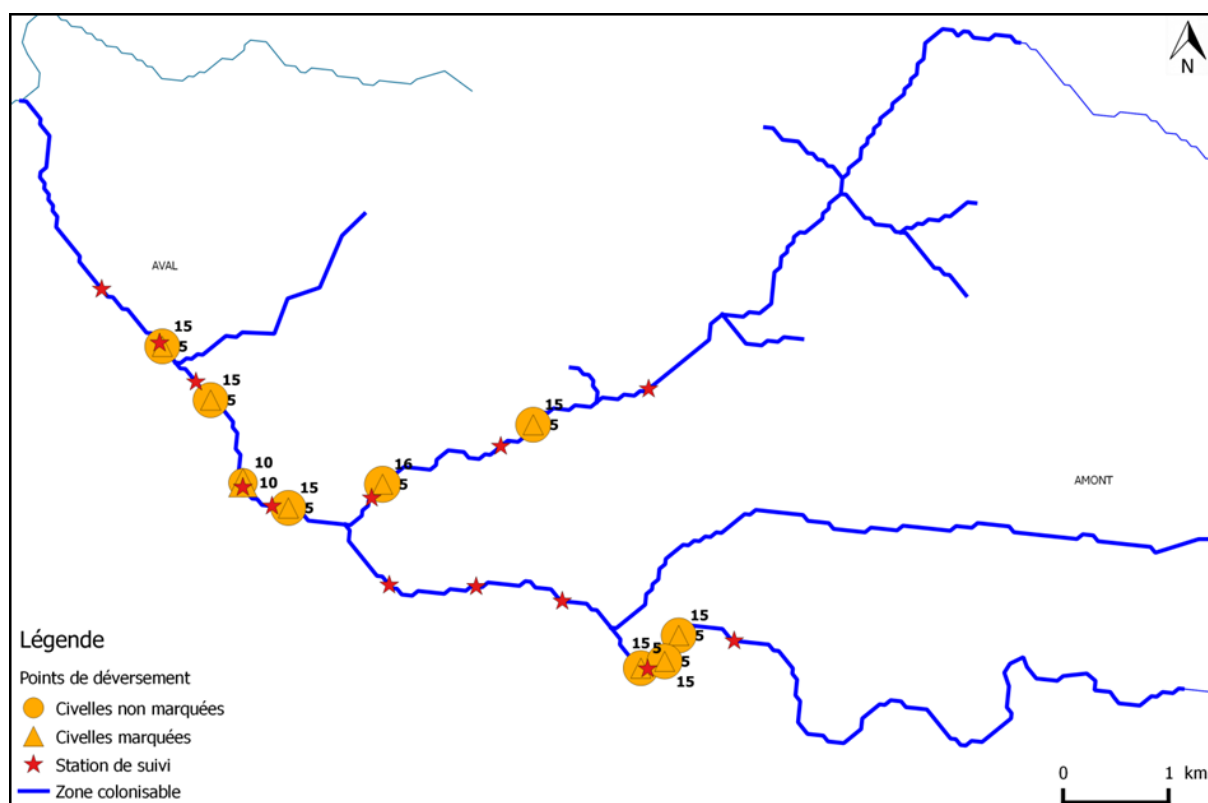 N
AVAL
15
5
15
5
15
5
10
10
16
5
15
5
AMONT
15
5
15
5
5
15
Légende
Points de déversement
Civelles non marquées
Civelles marquées
Station de suivi
Zone colonisable
0 1 km